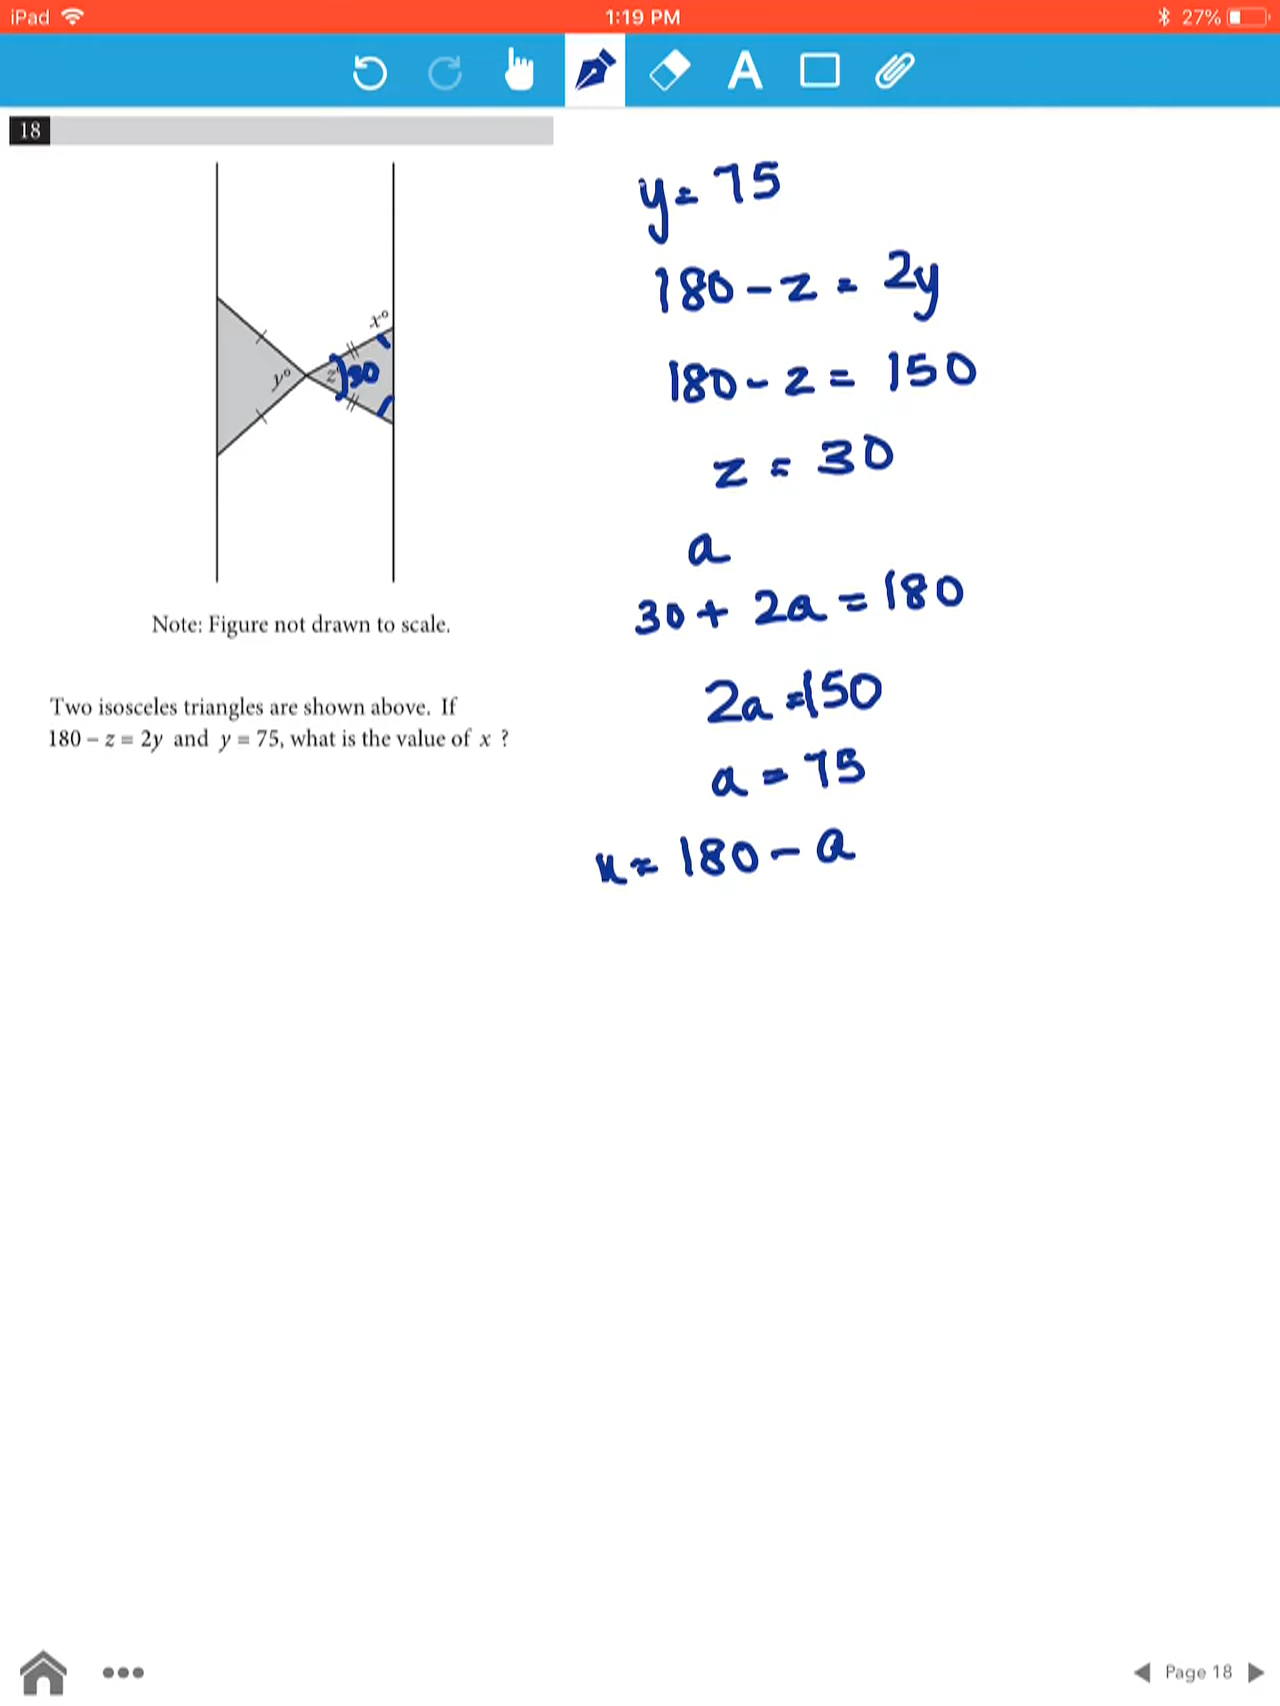 iPad 1:19 PM 27%
A
18
x°
y° z° 30
Note: Figure not drawn to scale.
Two isosceles triangles are shown above. If
180 – z = 2y and y = 75, what is the value of x ?
y = 75
180 - z = 2y
180 - z = 150
z = 30
a
30 + 2a = 180
2a = 150
a = 75
x = 180 - a
Page 18